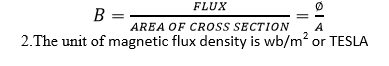 B = FLUX / AREA OF CROSS SECTION = Ø / A
2.The unit of magnetic flux density is wb/m² or TESLA